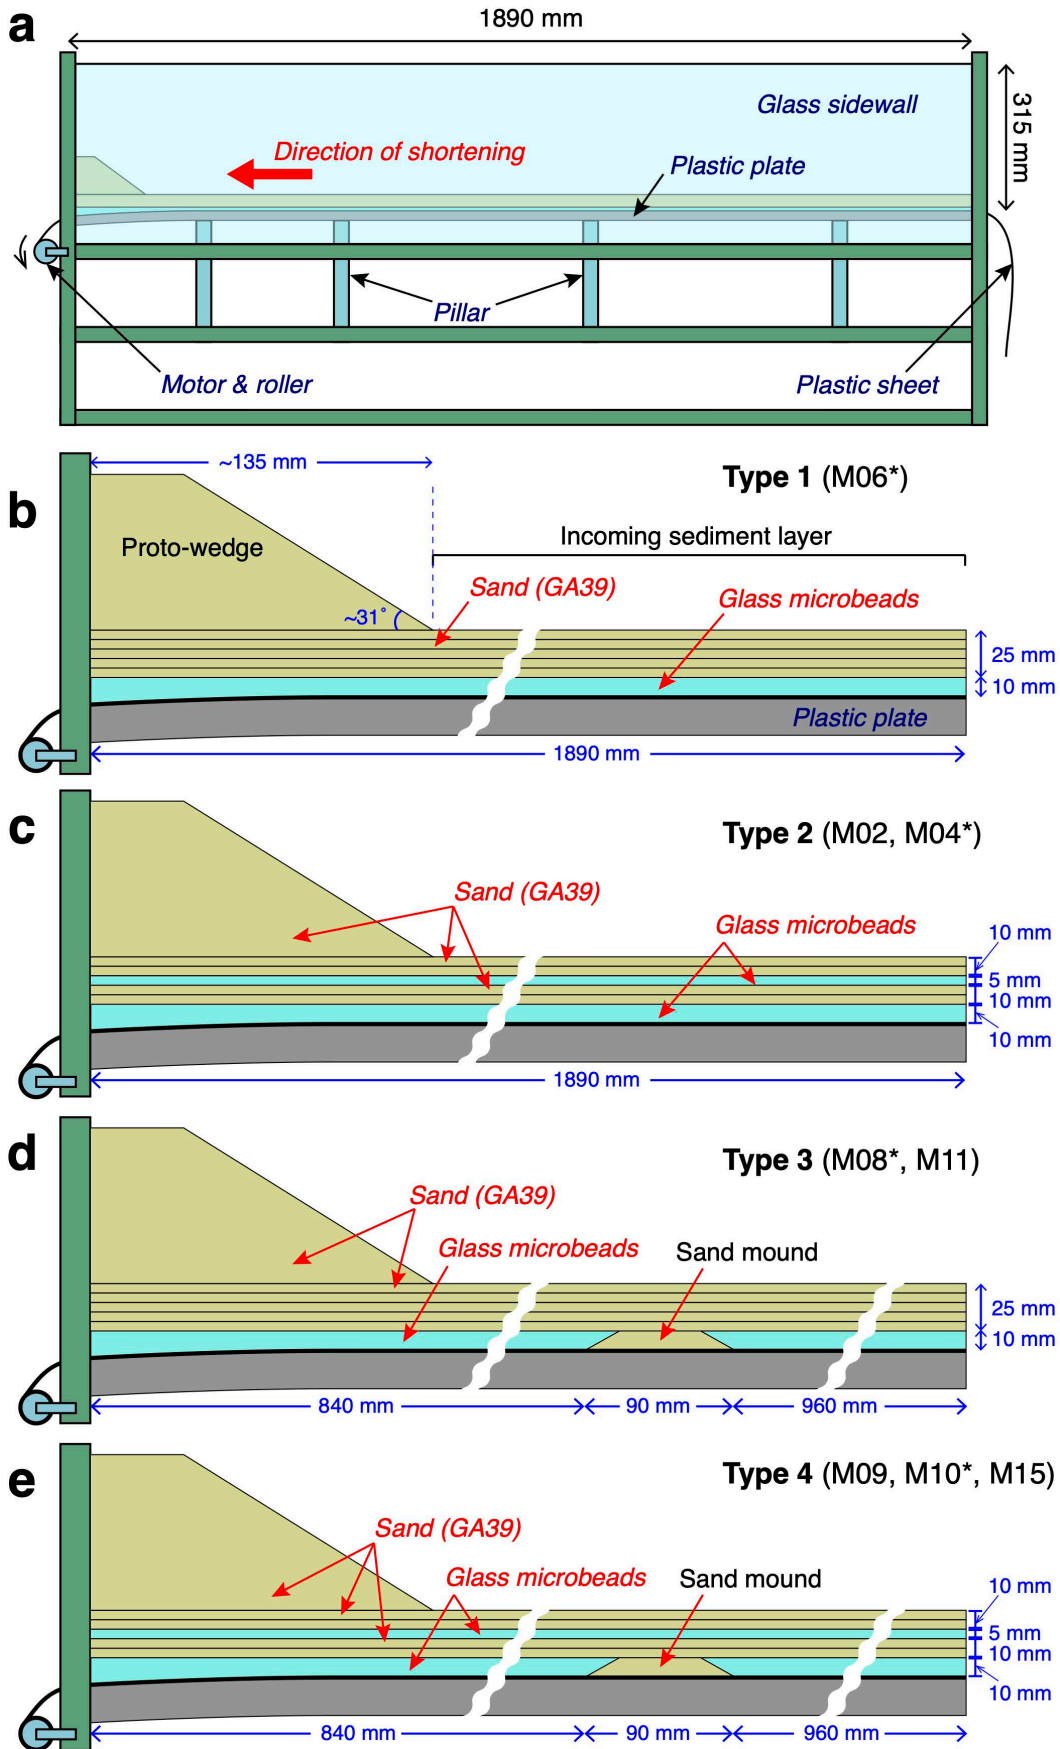 a
1890 mm
Glass sidewall
315 mm
Direction of shortening
Plastic plate
Pillar
Motor & roller
Plastic sheet
b
~135 mm
Type 1 (M06*)
Proto-wedge
Incoming sediment layer
Sand (GA39)
Glass microbeads
~31°
25 mm
10 mm
Plastic plate
1890 mm
c
Type 2 (M02, M04*)
Sand (GA39)
Glass microbeads
10 mm
5 mm
10 mm
10 mm
1890 mm
d
Type 3 (M08*, M11)
Sand (GA39)
Glass microbeads
Sand mound
25 mm
10 mm
840 mm
90 mm
960 mm
e
Type 4 (M09, M10*, M15)
Sand (GA39)
Glass microbeads
Sand mound
10 mm
5 mm
10 mm
10 mm
840 mm
90 mm
960 mm